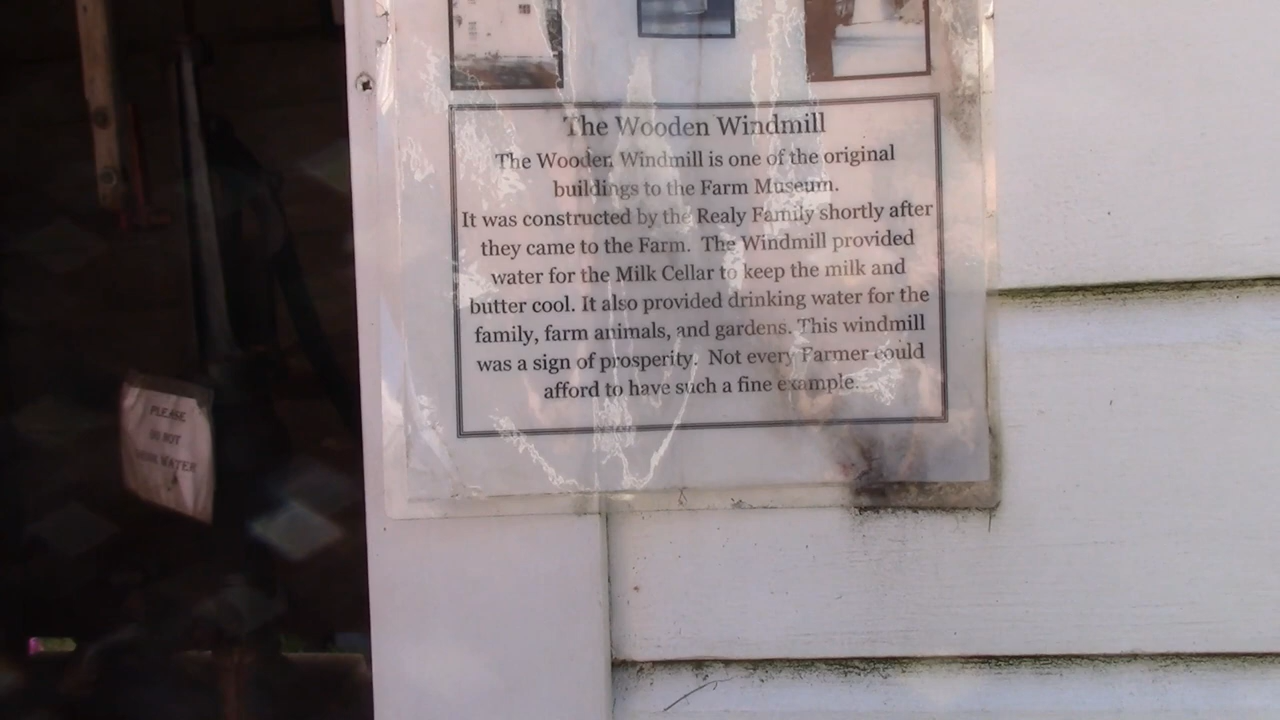 The Wooden Windmill
The Wooden Windmill is one of the original
buildings to the Farm Museum.
It was constructed by the Realy Family shortly after
they came to the Farm. The Windmill provided
water for the Milk Cellar to keep the milk and
butter cool. It also provided drinking water for the
family, farm animals, and gardens. This windmill
was a sign of prosperity. Not every Farmer could
afford to have such a fine example.
PLEASE
DO NOT
WATER